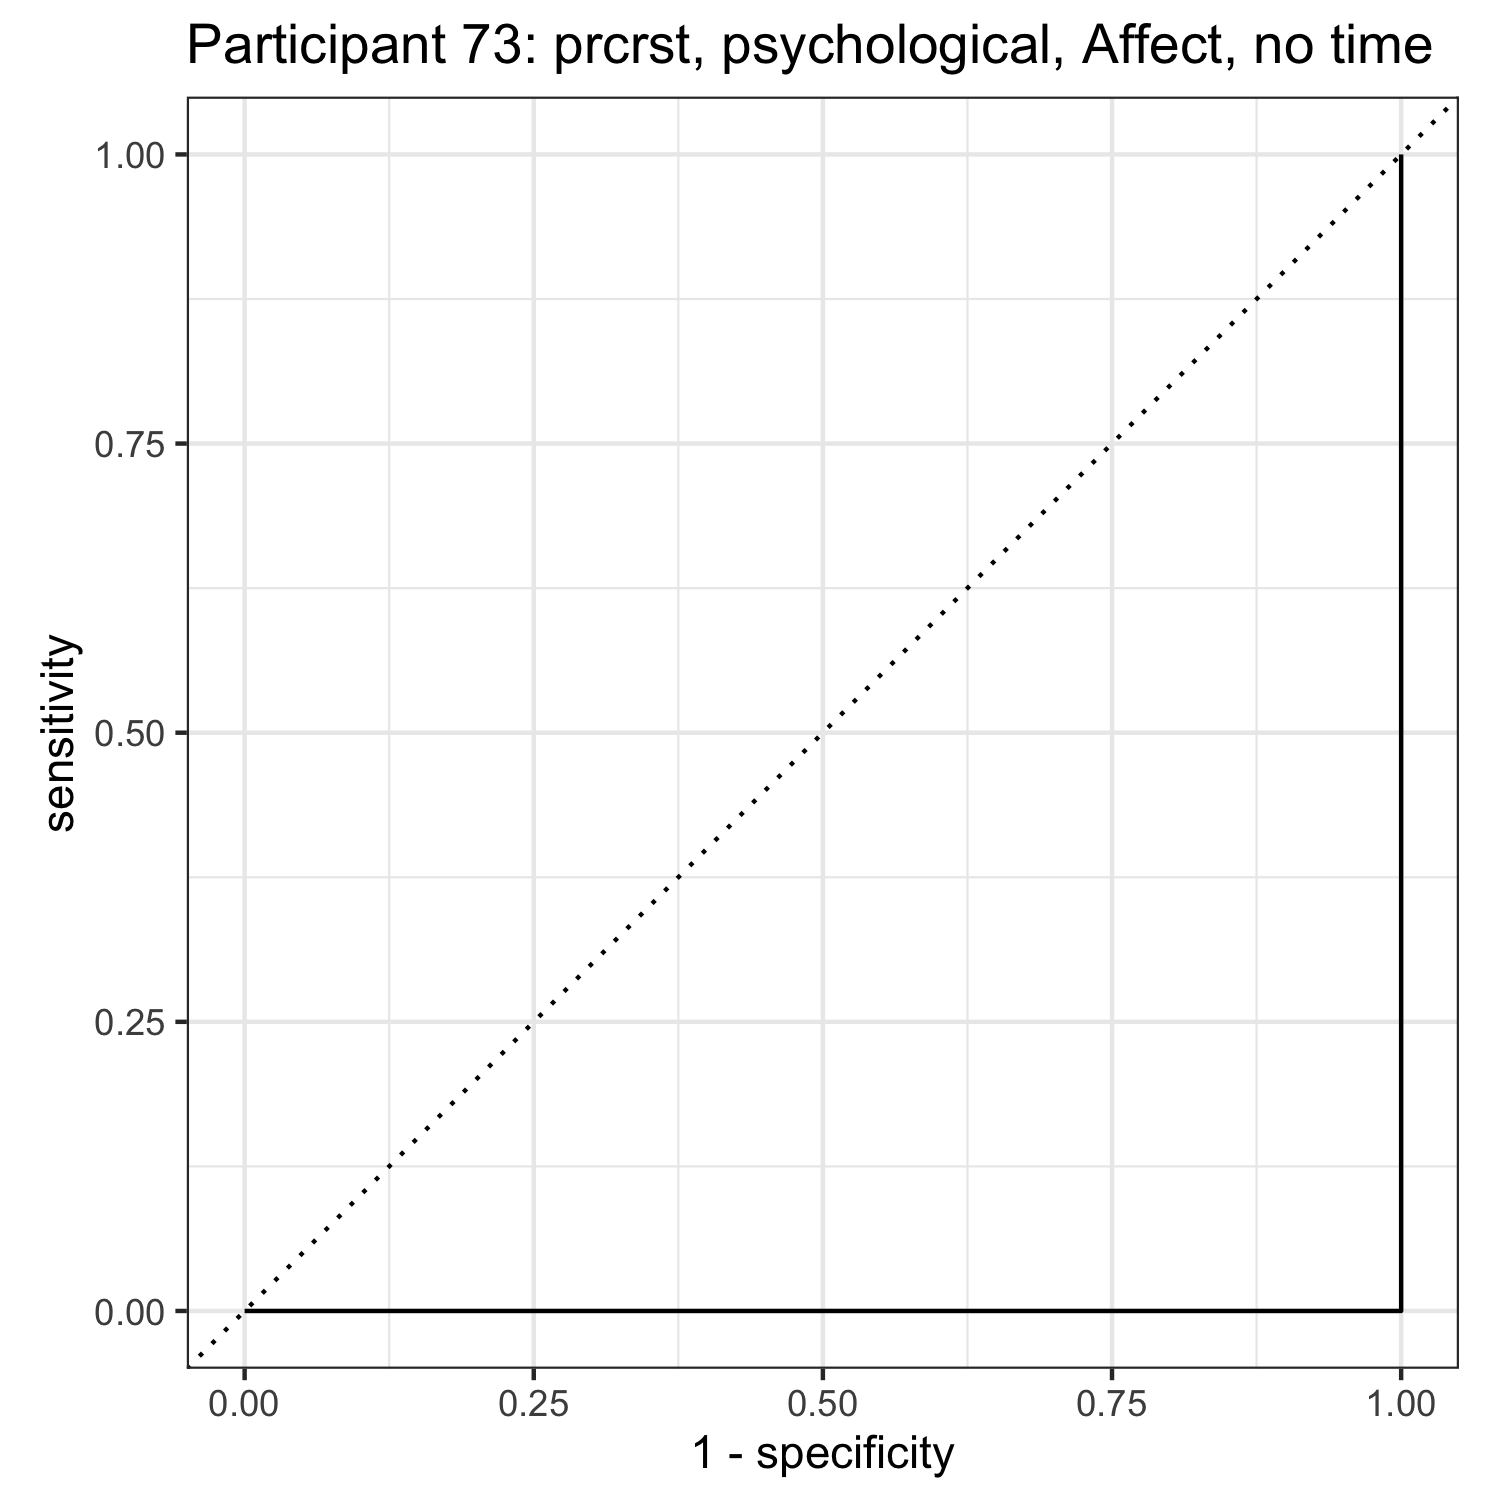 Participant 73: prcrst, psychological, Affect, no time
1.00
0.75
0.50
0.25
0.00
sensitivity
0.00 0.25 0.50 0.75 1.00
1 - specificity